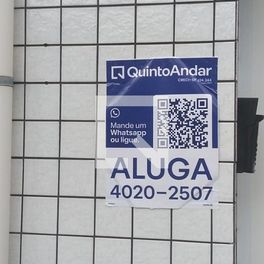 QuintoAndar
Mande um
Whatsapp
ou ligue.
ALUGA
4020-2507